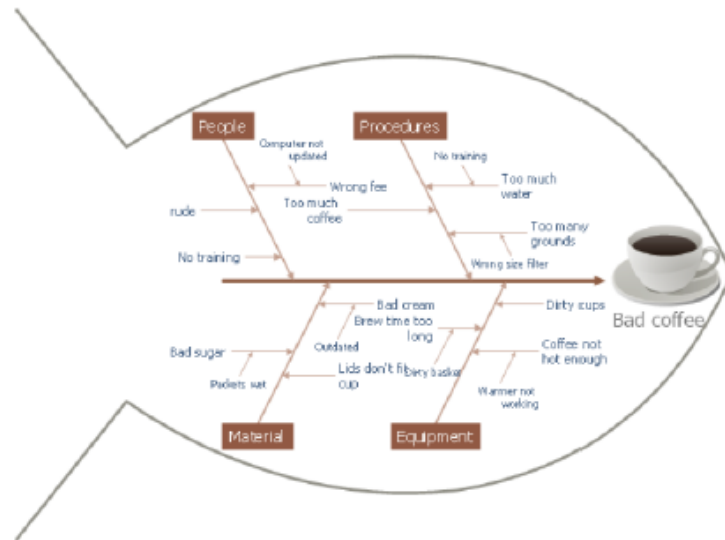 People
Procedures
Computer not
updated
No training
Wrong fee
Too much
water
rude
Too much
coffee
Too many
grounds
No training
Wrong size filter
Bad coffee
Bad cream
Dirty cups
Brew time too
long
Outdated
Bad sugar
Coffee not
hot enough
Packets wet
Lids don't fit
cup
Dirty basket
Warmer not
working
Material
Equipment